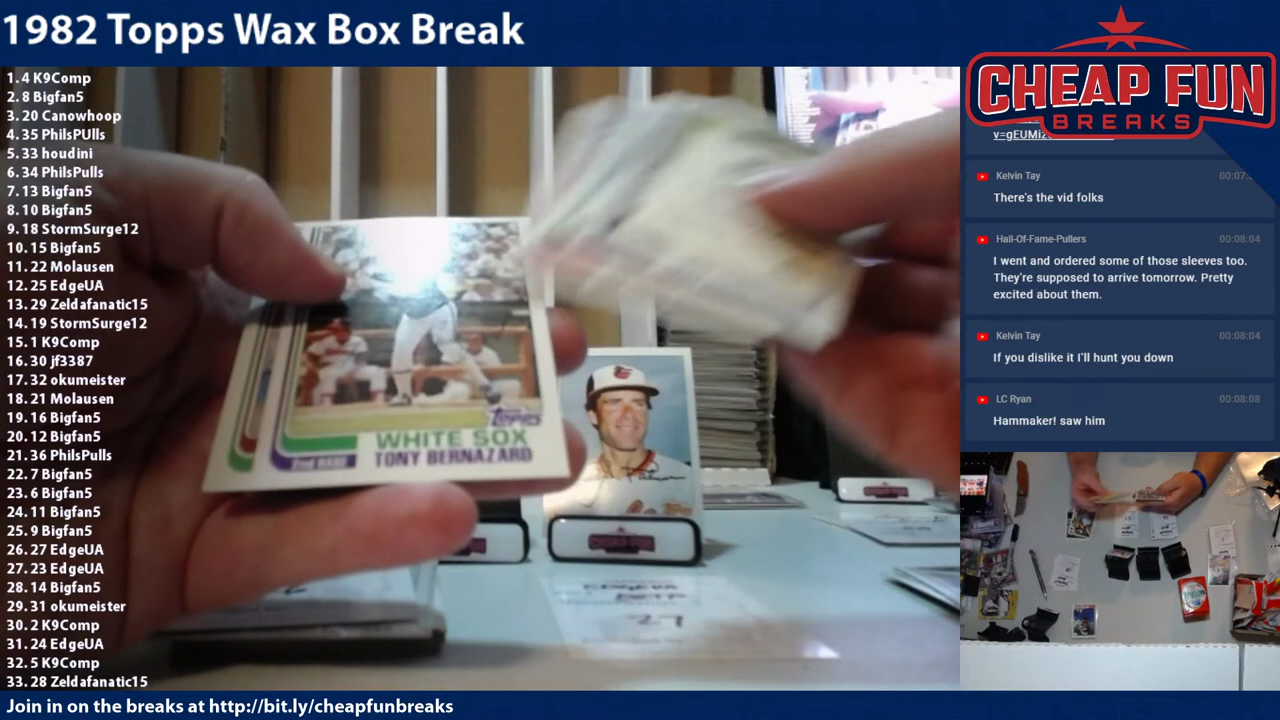 1982 Topps Wax Box Break
1. 4 K9Comp
2. 8 Bigfan5
3. 20 Canowhoop
4. 35 PhilsPUlls
5. 33 houdini
6. 34 PhilsPulls
7. 13 Bigfan5
8. 10 Bigfan5
9. 18 StormSurge12
10. 15 Bigfan5
11. 22 Molausen
12. 25 EdgeUA
13. 29 Zeldafanatic15
14. 19 StormSurge12
15. 1 K9Comp
16. 30 jf3387
17. 32 okumeister
18. 21 Molausen
19. 16 Bigfan5
20. 12 Bigfan5
21. 36 PhilsPulls
22. 7 Bigfan5
23. 6 Bigfan5
24. 11 Bigfan5
25. 9 Bigfan5
26. 27 EdgeUA
27. 23 EdgeUA
28. 14 Bigfan5
29. 31 okumeister
30. 2 K9Comp
31. 24 EdgeUA
32. 5 K9Comp
33. 28 Zeldafanatic15
Topps
WHITE SOX
2nd BASE TONY BERNAZARD
CHEAP FUN
EDGEUA
27
CHEAP FUN
BREAKS
Kelvin Tay
There's the vid folks
Hall-Of-Fame-Pullers 00:08:04
I went and ordered some of those sleeves too.
They're supposed to arrive tomorrow. Pretty
excited about them.
Kelvin Tay 00:08:04
If you dislike it I'll hunt you down
LC Ryan 00:08:08
Hammaker! saw him
Join in on the breaks at http://bit.ly/cheapfunbreaks